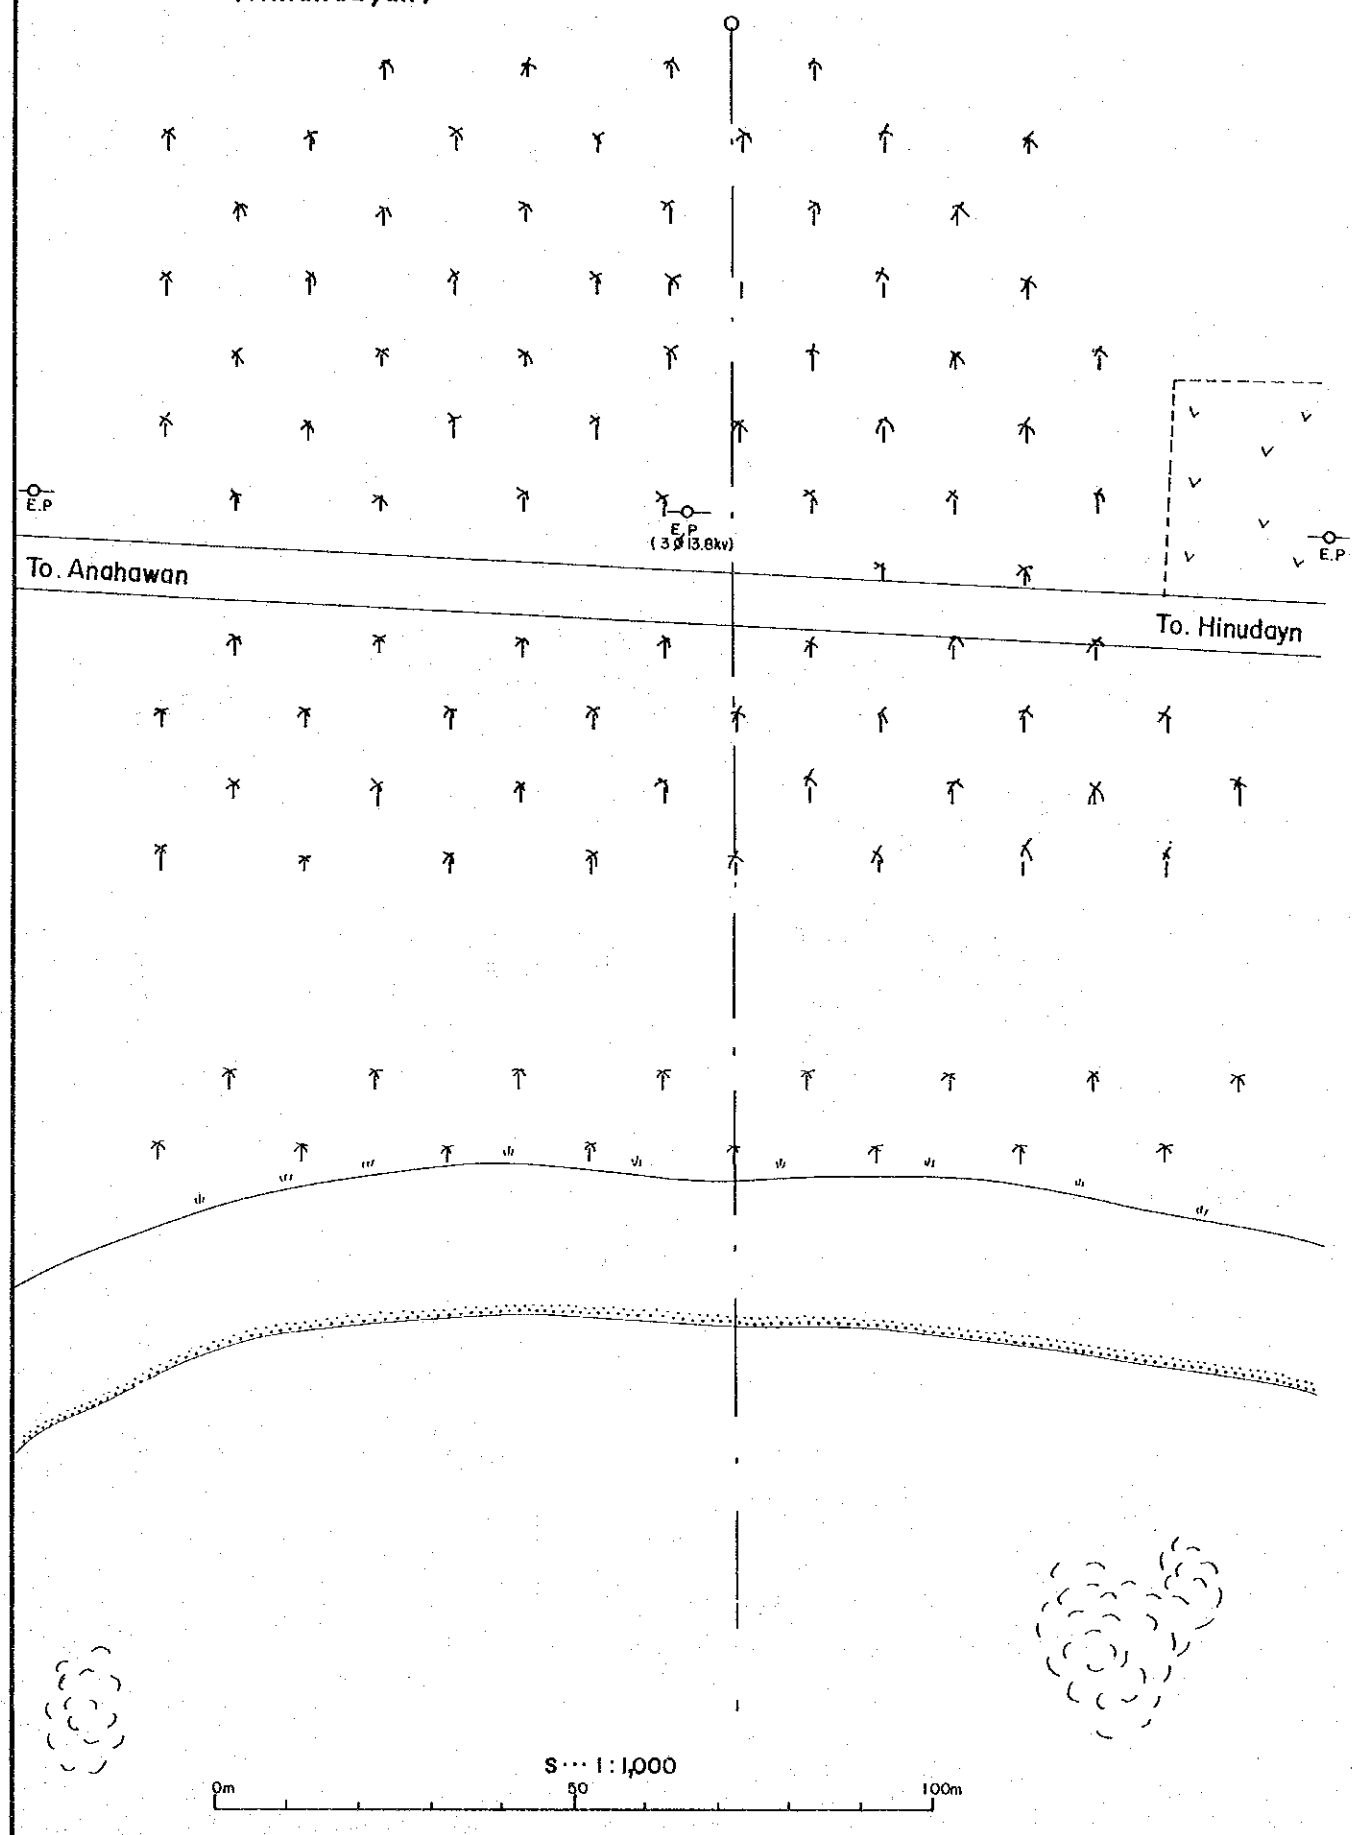 E.P
E.P
(3ø13.8kv)
E.P
To. Anahawan
To. Hinudayn
S⋯1:1,000
0m 50 100m